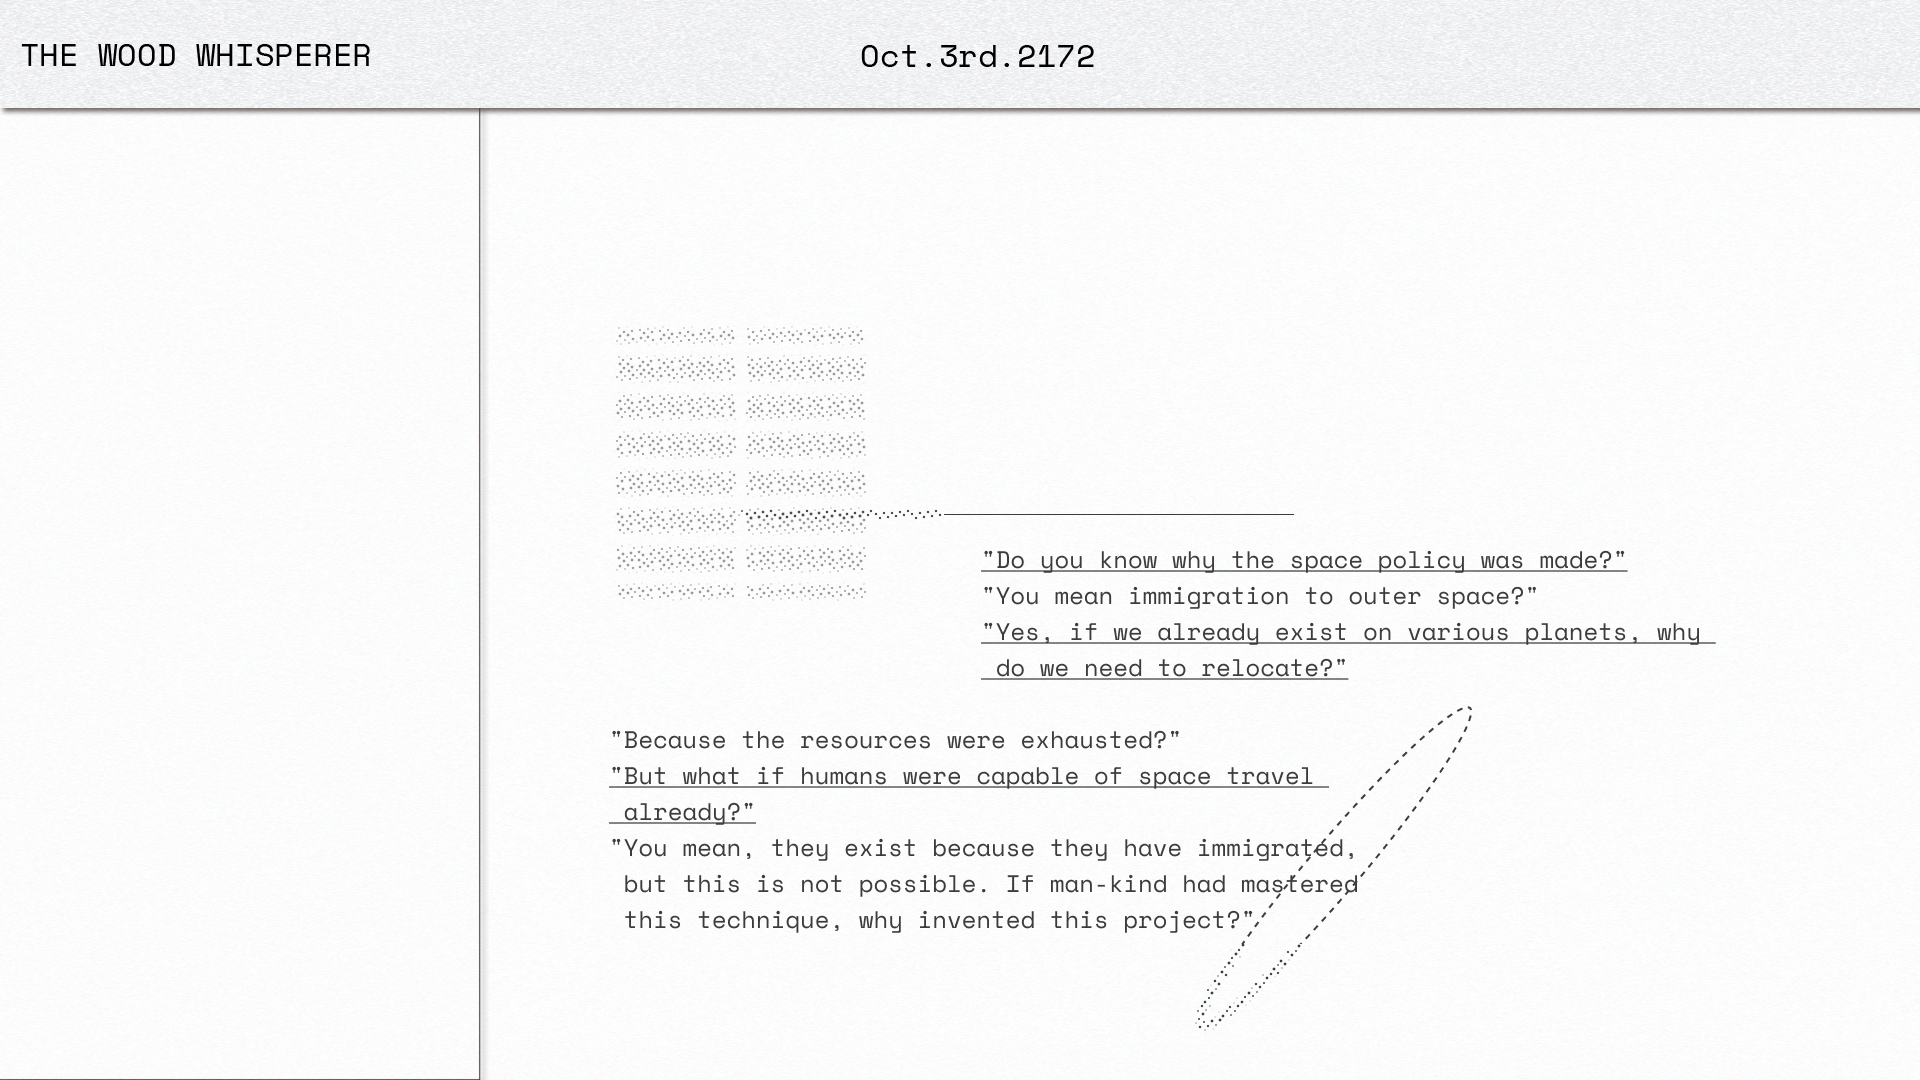 THE WOOD WHISPERER
Oct.3rd.2172
"Do you know why the space policy was made?"
"You mean immigration to outer space?"
"Yes, if we already exist on various planets, why
do we need to relocate?"
"Because the resources were exhausted?"
"But what if humans were capable of space travel
already?"
"You mean, they exist because they have immigrated,
but this is not possible. If man-kind had mastered
this technique, why invented this project?"